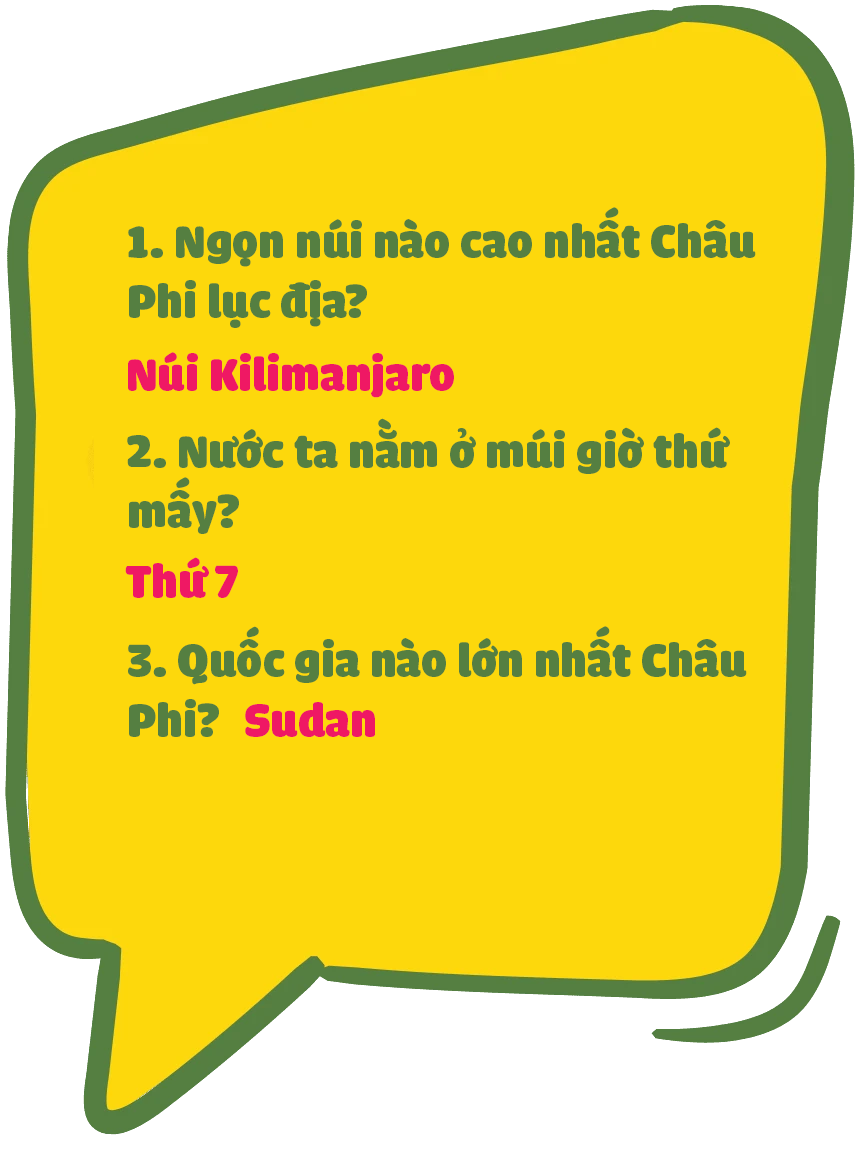 1. Ngọn núi nào cao nhất Châu
Phi lục địa?
Núi Kilimanjaro
2. Nước ta nằm ở múi giờ thứ
mấy?
Thứ 7
3. Quốc gia nào lớn nhất Châu
Phi? Sudan